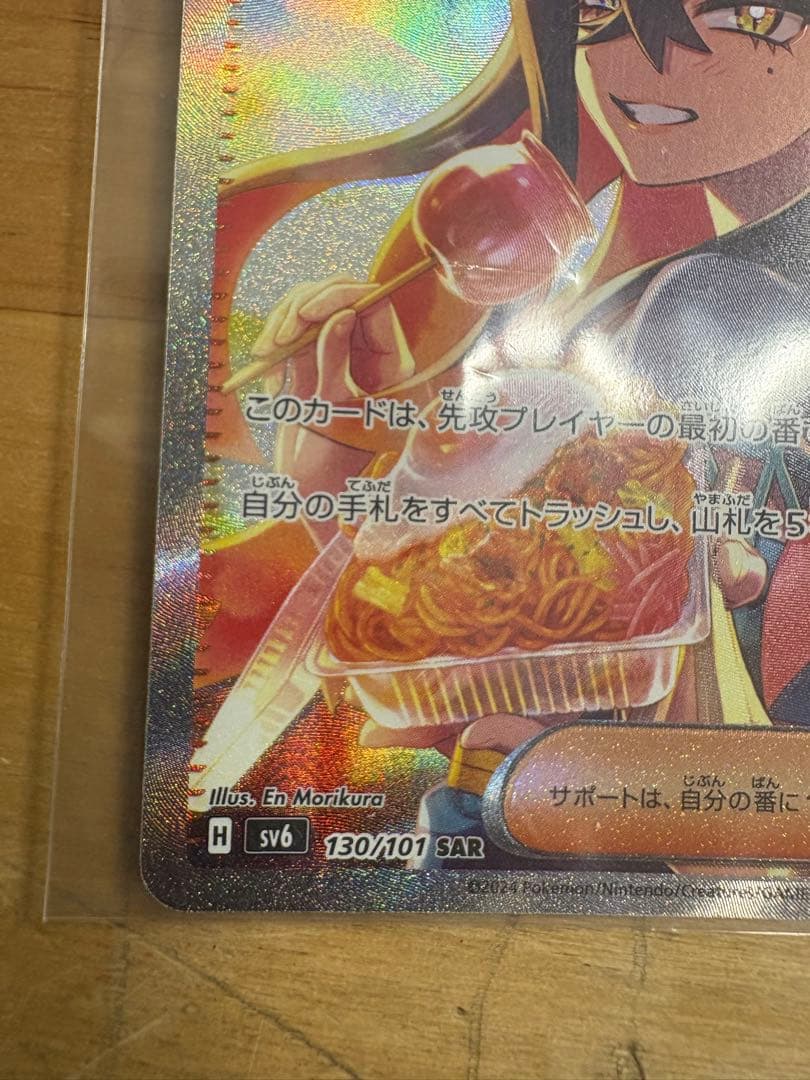 このカードは、先攻プレイヤーの最初の番
自分の手札をすべてトラッシュし、山札を5
サポートは、自分の番に
Illus. En Morikura
H SV6 130/101 SAR
©2024 Pokémon/Nintendo/Creatures/GAME